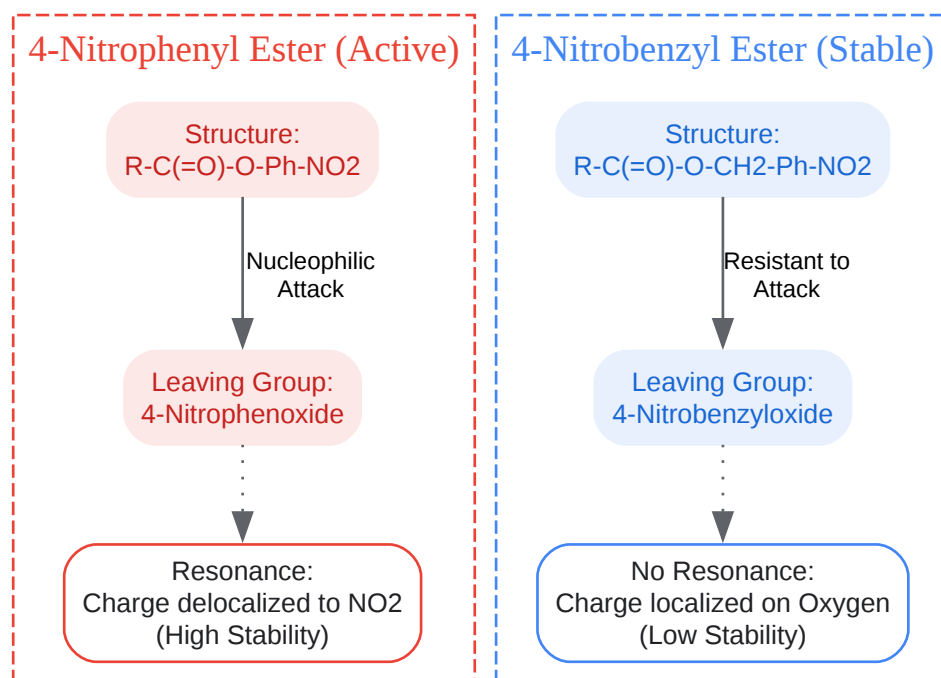 4-Nitrophenyl Ester (Active)
Structure:
R-C(=O)-O-Ph-NO2
Nucleophilic
Attack
Leaving Group:
4-Nitrophenoxide
Resonance:
Charge delocalized to NO2
(High Stability)
4-Nitrobenzyl Ester (Stable)
Structure:
R-C(=O)-O-CH2-Ph-NO2
Resistant to
Attack
Leaving Group:
4-Nitrobenzyloxide
No Resonance:
Charge localized on Oxygen
(Low Stability)